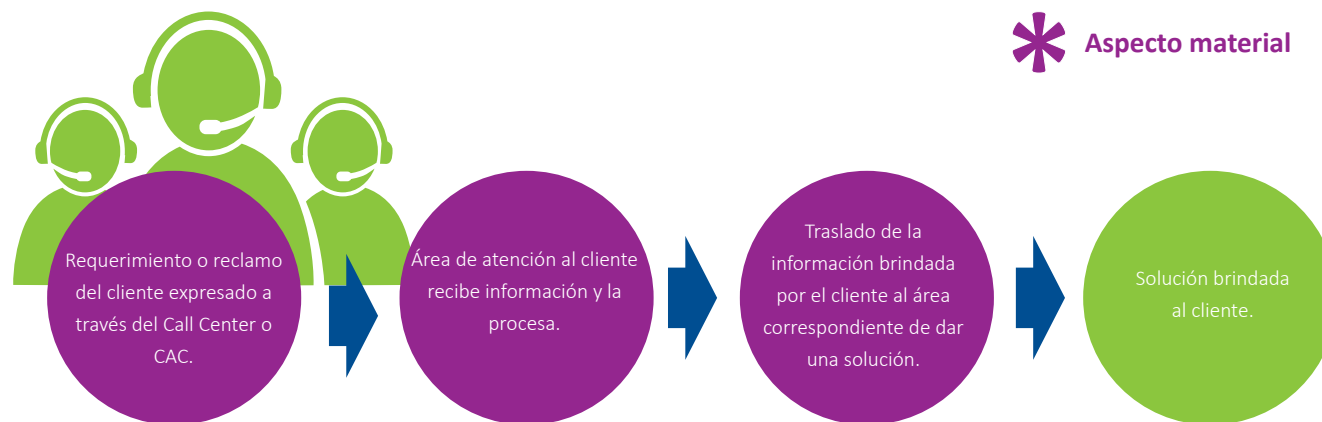 Aspecto material
Requerimiento o reclamo
del cliente expresado a
través del Call Center o
CAC.
Área de atención al cliente
recibe información y la
procesa.
Traslado de la
información brindada
por el cliente al área
correspondiente de dar
una solución.
Solución brindada
al cliente.